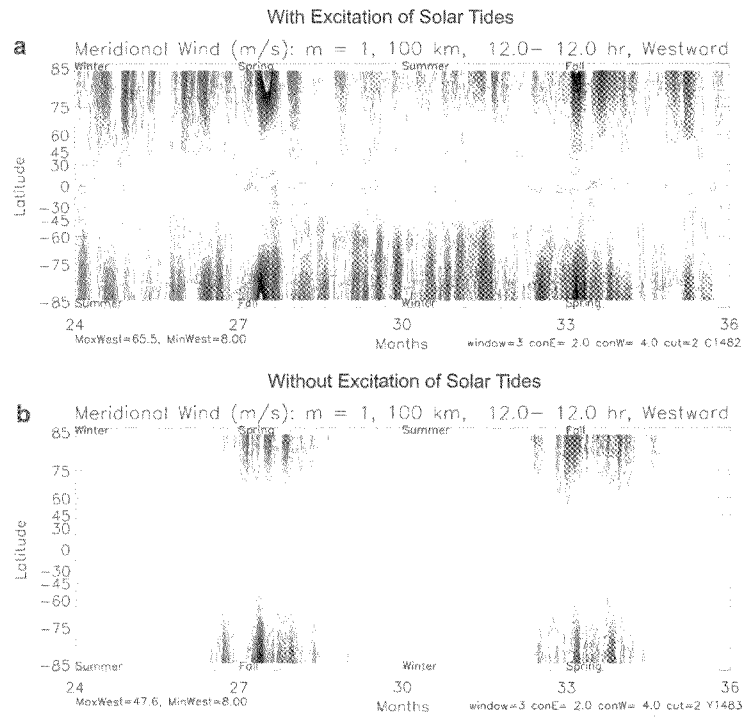 With Excitation of Solar Tides
a Meridional Wind (m/s): m = 1, 100 km, 12.0- 12.0 hr, Westward
Winter Spring Summer Fall
85
75
60
45
30
0
-30
-45
-60
-75
-85
Latitude
Summer Fall Winter Spring
24 27 30 33 36
MaxWest=65.5, MinWest=8.00 Months window=3 conE= 2.0 conW= 4.0 cut=2 C1482
Without Excitation of Solar Tides
b Meridional Wind (m/s): m = 1, 100 km, 12.0- 12.0 hr, Westward
Winter Spring Summer Fall
85
75
60
45
30
0
-30
-45
-60
-75
-85
Latitude
Summer Fall Winter Spring
24 27 30 33 36
MaxWest=47.6, MinWest=8.00 Months window=3 conE= 2.0 conW= 4.0 cut=2 Y1483